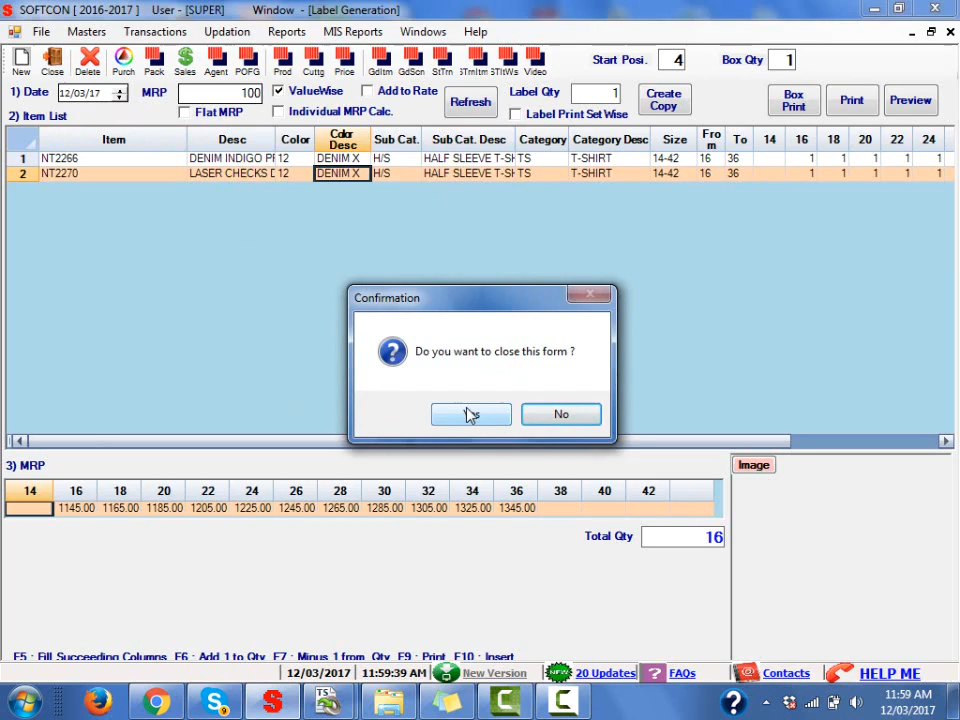 SOFTCON [ 2016-2017 ] User - [SUPER] Window - [Label Generation]
File Masters Transactions Updation Reports MIS Reports Windows Help
New Close Delete Purch Pack Sales Agent POFG Prod Cuttg Price GdItm GdScn StTrn STrnItm STItWs Video Start Posi. 4 Box Qty 1
1) Date 12/03/17 MRP 100 ValueWise Add to Rate Refresh Label Qty 1 Create Copy Box Print Print Preview
Flat MRP Individual MRP Calc. Label Print Set Wise
2) Item List
Item Desc Color Color Desc Sub Cat. Sub Cat. Desc Category Category Desc Size From To 14 16 18 20 22 24
1 NT2266 DENIM INDIGO PF 12 DENIM X H/S HALF SLEEVE T-SH TS T-SHIRT 14-42 16 36 1 1 1 1 1
2 NT2270 LASER CHECKS D 12 DENIM X H/S HALF SLEEVE T-SH TS T-SHIRT 14-42 16 36 1 1 1 1 1
Confirmation
Do you want to close this form ?
Yes No
3) MRP
Image
14 16 18 20 22 24 26 28 30 32 34 36 38 40 42
1145.00 1165.00 1185.00 1205.00 1225.00 1245.00 1265.00 1285.00 1305.00 1325.00 1345.00
Total Qty 16
F5 : Fill Succeeding Columns F6 : Add 1 to Qty F7 : Minus 1 from Qty F9 : Print F10 : Insert
12/03/2017 11:59:39 AM New Version NEW 20 Updates ? FAQs Contacts HELP ME
11:59 AM
12/03/2017